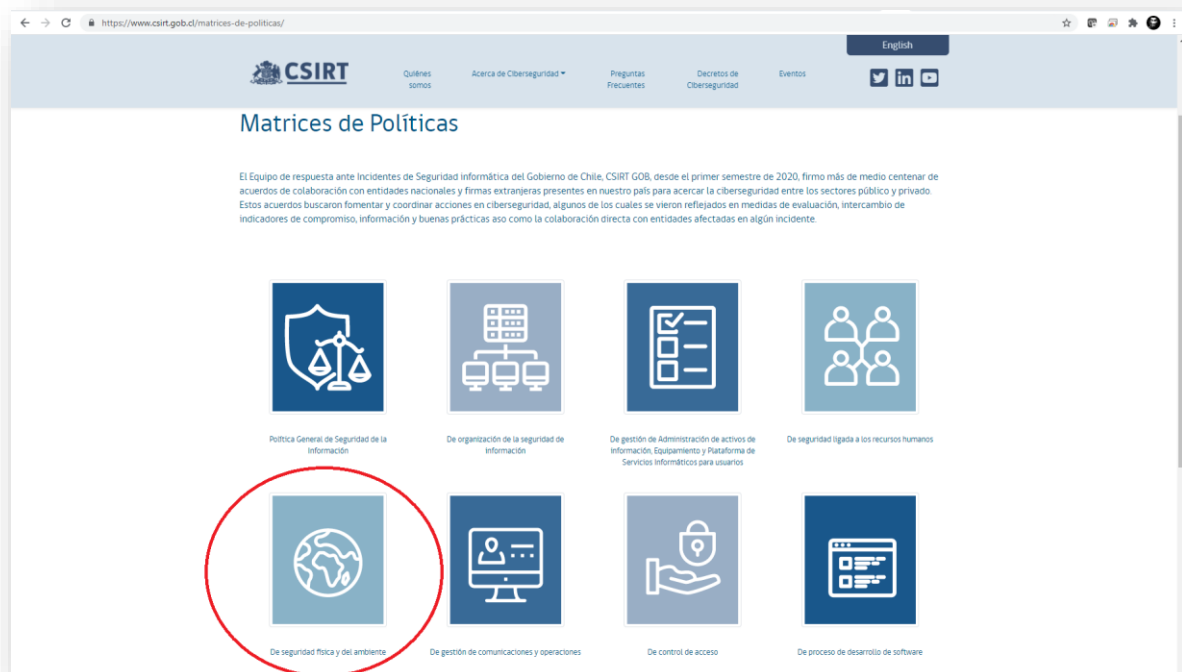 https://www.csirt.gob.cl/matrices-de-politicas/
English
CSIRT
Quiénes
somos
Acerca de Ciberseguridad
Preguntas
Frecuentes
Decretos de
Ciberseguridad
Eventos
Matrices de Políticas
El Equipo de respuesta ante Incidentes de Seguridad informática del Gobierno de Chile, CSIRT GOB, desde el primer semestre de 2020, firmo más de medio centenar de
acuerdos de colaboración con entidades nacionales y firmas extranjeras presentes en nuestro país para acercar la ciberseguridad entre los sectores público y privado.
Estos acuerdos buscaron fomentar y coordinar acciones en ciberseguridad, algunos de los cuales se vieron reflejados en medidas de evaluación, intercambio de
indicadores de compromiso, información y buenas prácticas aso como la colaboración directa con entidades afectadas en algún incidente.
Política General de Seguridad de la
Información
De organización de la seguridad de
información
De gestión de Administración de activos de
información, Equipamiento y Plataforma de
Servicios Informáticos para usuarios
De seguridad ligada a los recursos humanos
De seguridad física y del ambiente
De gestión de comunicaciones y operaciones
De control de acceso
De proceso de desarrollo de software